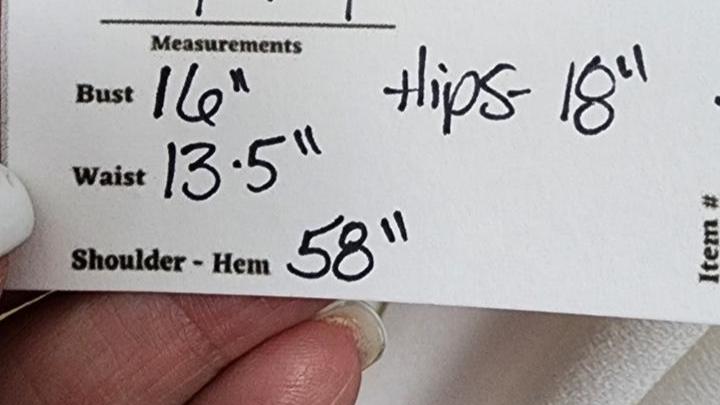 Measurements
Bust 16" Hips- 18"
Waist 13.5"
Shoulder - Hem 58"
Item #